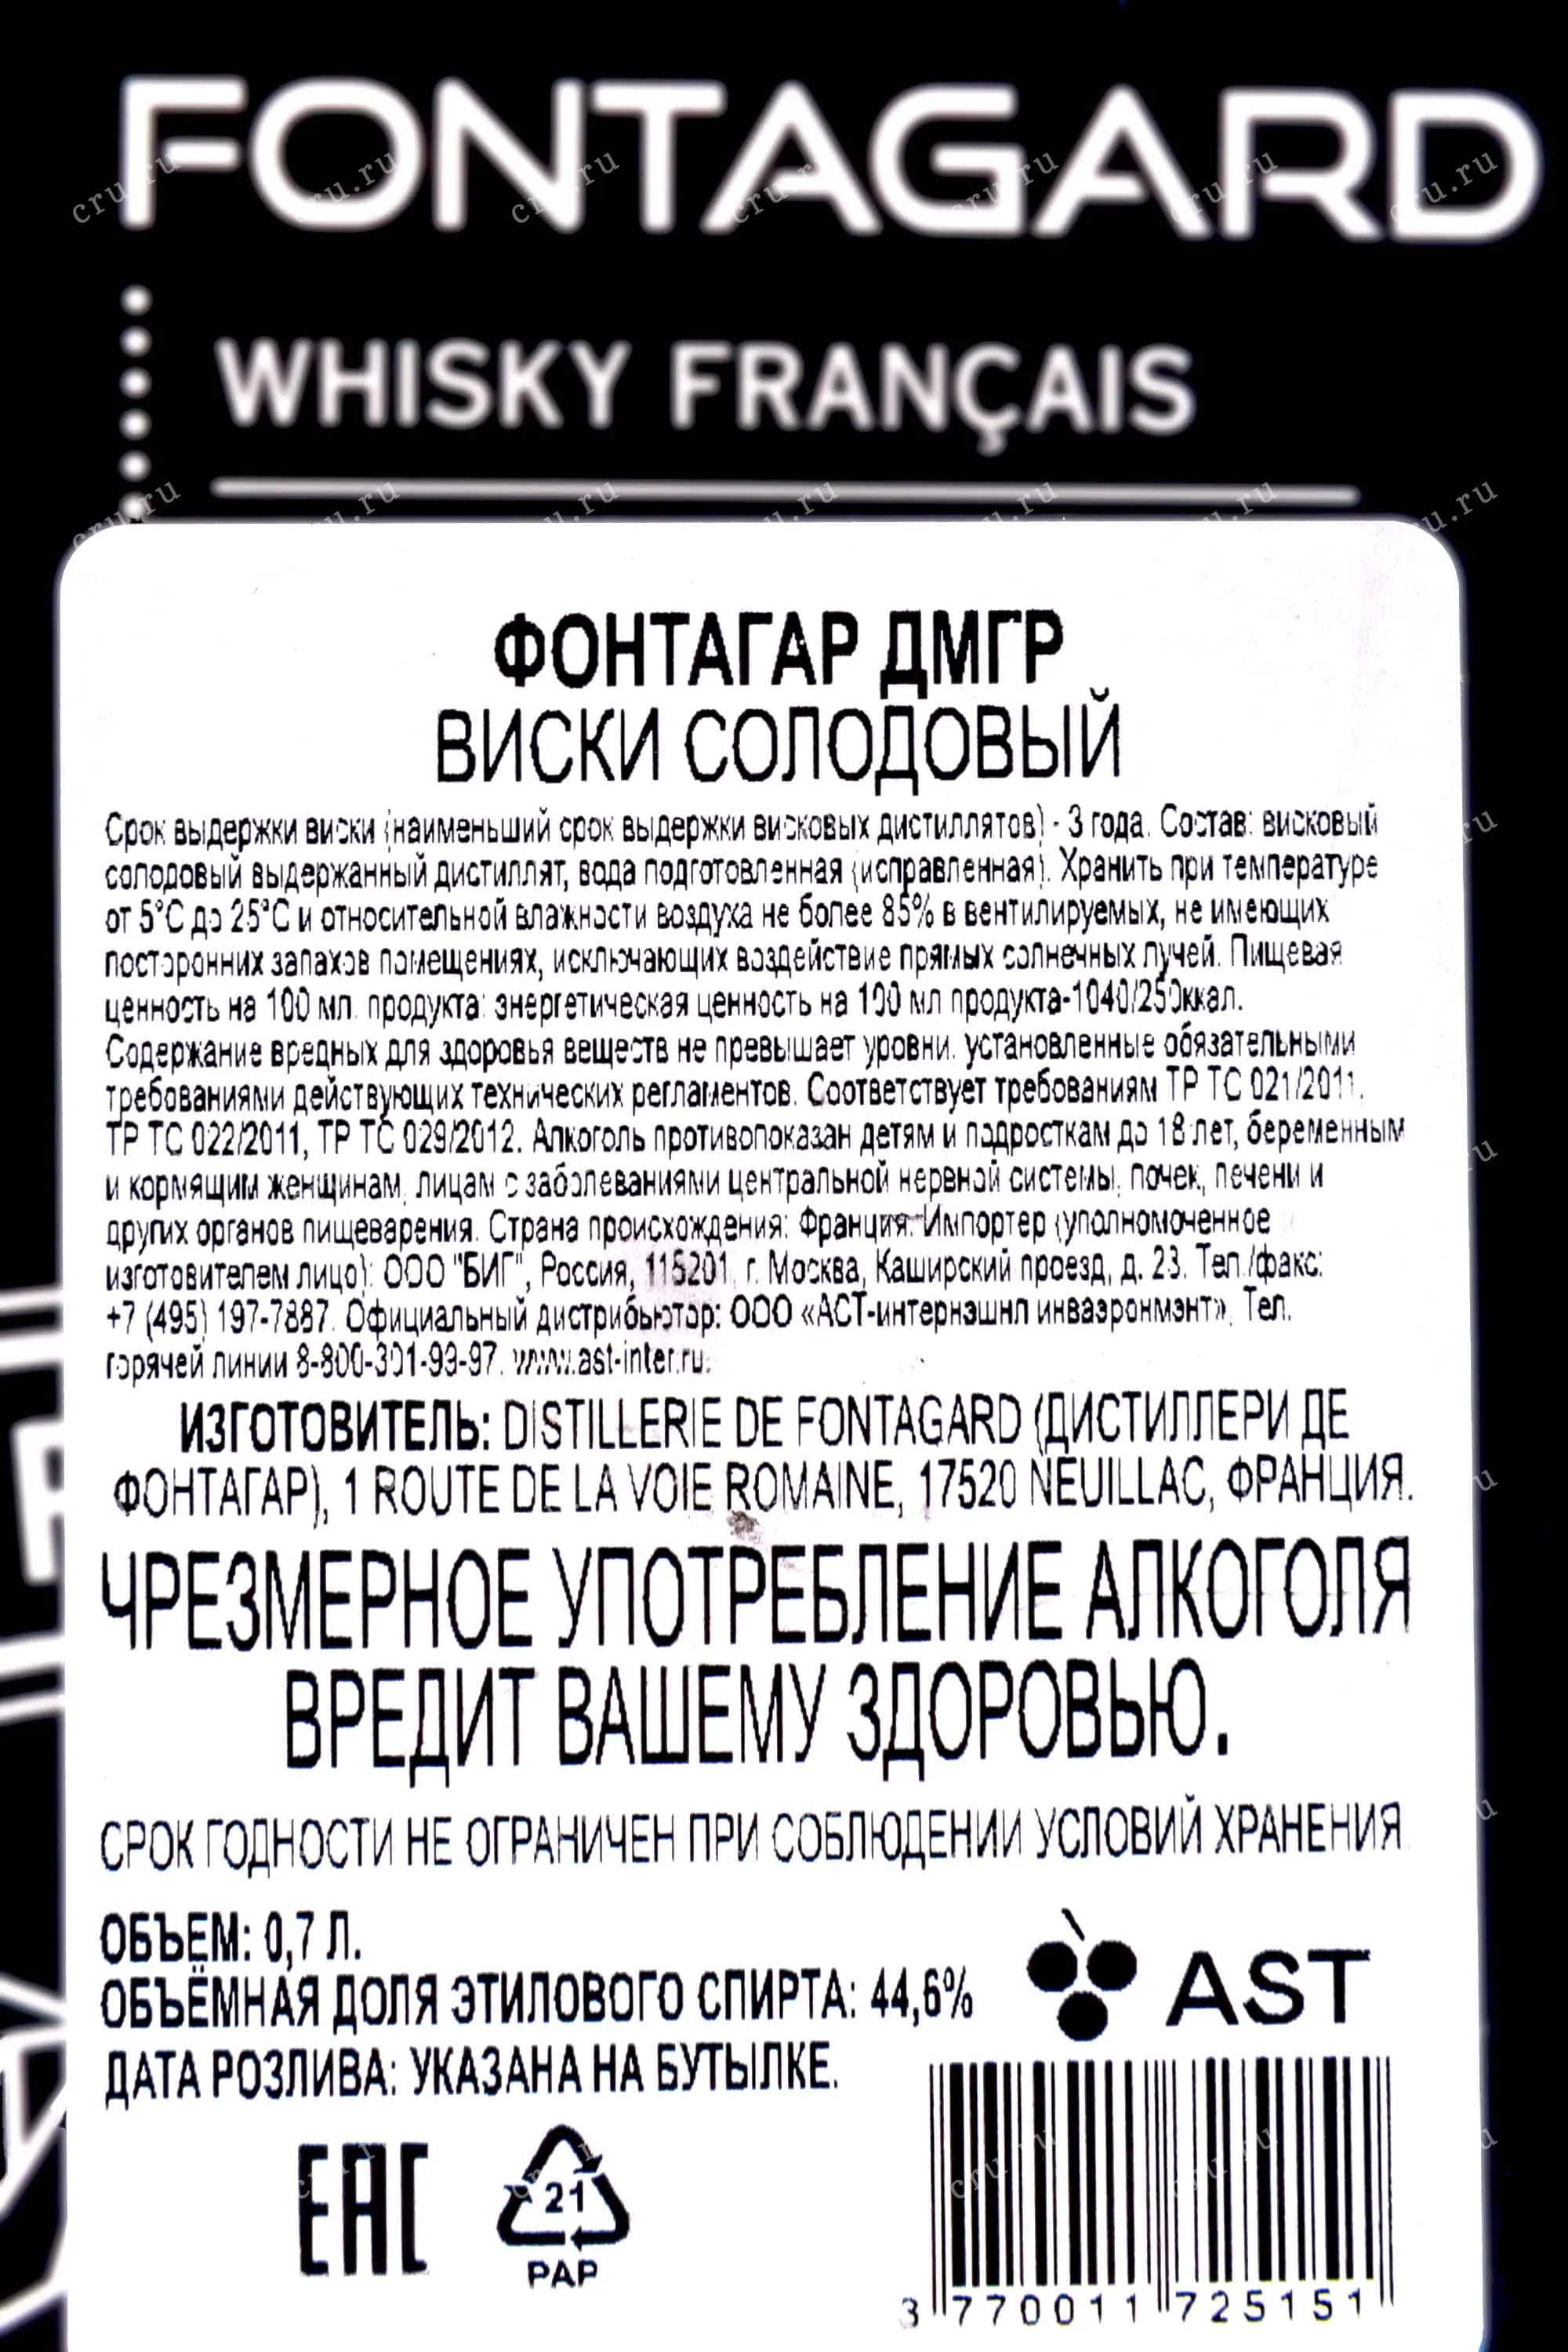 FONTAGARD
WHISKY FRANÇAIS
ФОНТАГАР ДМГР
ВИСКИ СОЛОДОВЫЙ
Срок выдержки виски (наименьший срок выдержки висковых дистиллятов) - 3 года. Состав: висковый
солодовый выдержанный дистиллят, вода подготовленная (исправленная). Хранить при температуре
от 5°С до 25°С и относительной влажности воздуха не более 85% в вентилируемых, не имеющих
посторонних запахов помещениях, исключающих воздействие прямых солнечных лучей. Пищевая
ценность на 100 мл. продукта: энергетическая ценность на 100 мл продукта-1040/250ккал.
Содержание вредных для здоровья веществ не превышает уровни, установленные обязательными
требованиями действующих технических регламентов. Соответствует требованиям ТР ТС 021/2011,
ТР ТС 022/2011, ТР ТС 029/2012. Алкоголь противопоказан детям и подросткам до 18 лет, беременным
и кормящим женщинам, лицам с заболеваниями центральной нервной системы, почек, печени и
других органов пищеварения. Страна происхождения: Франция. Импортер (уполномоченное
изготовителем лицо): ООО "БИГ", Россия, 115201, г. Москва, Каширский проезд, д. 23. Тел./факс:
+7 (495) 197-7887. Официальный дистрибьютор: ООО «АСТ-интернэшнл инваэронмэнт», Тел.
горячей линии 8-800-301-99-97. www.ast-inter.ru.
ИЗГОТОВИТЕЛЬ: DISTILLERIE DE FONTAGARD (ДИСТИЛЛЕРИ ДЕ
ФОНТАГАР), 1 ROUTE DE LA VOIE ROMAINE, 17520 NEUILLAC, ФРАНЦИЯ.
ЧРЕЗМЕРНОЕ УПОТРЕБЛЕНИЕ АЛКОГОЛЯ
ВРЕДИТ ВАШЕМУ ЗДОРОВЬЮ.
СРОК ГОДНОСТИ НЕ ОГРАНИЧЕН ПРИ СОБЛЮДЕНИИ УСЛОВИЙ ХРАНЕНИЯ
ОБЪЕМ: 0,7 Л.
ОБЪЁМНАЯ ДОЛЯ ЭТИЛОВОГО СПИРТА: 44,6%
ДАТА РОЗЛИВА: УКАЗАНА НА БУТЫЛКЕ.
AST
EAC
21
PAP
3 770011 725151
cru.ru